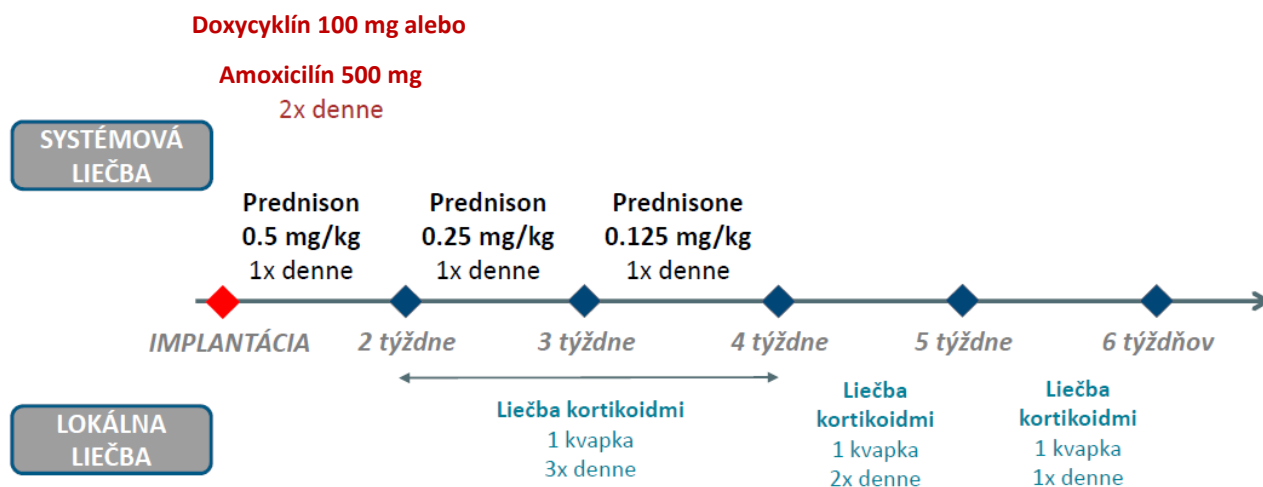 Doxycyklín 100 mg alebo
Amoxicilín 500 mg
2x denne
SYSTÉMOVÁ
LIEČBA
Prednison
0.5 mg/kg
1x denne
Prednison
0.25 mg/kg
1x denne
Prednisone
0.125 mg/kg
1x denne
IMPLANTÁCIA
2 týždne
3 týždne
4 týždne
5 týždne
6 týždňov
LOKÁLNA
LIEČBA
Liečba kortikoidmi
1 kvapka
3x denne
Liečba
kortikoidmi
1 kvapka
2x denne
Liečba
kortikoidmi
1 kvapka
1x denne